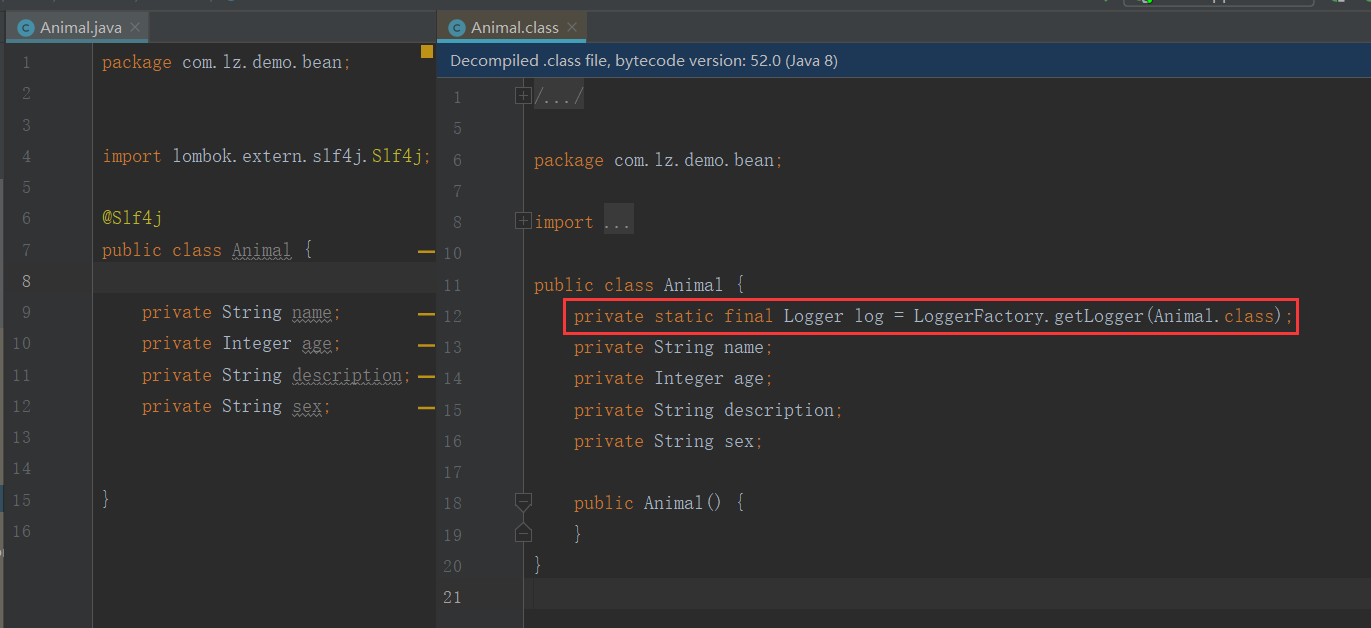 Animal.java
1 package com.lz.demo.bean;
2
3
4 import lombok.extern.slf4j.Slf4j;
5
6 @Slf4j
7 public class Animal {
8
9 private String name;
10 private Integer age;
11 private String description;
12 private String sex;
13
14
15 }
16
Animal.class
Decompiled .class file, bytecode version: 52.0 (Java 8)
1 /.../
5
6 package com.lz.demo.bean;
7
8 import ...
10
11 public class Animal {
12 private static final Logger log = LoggerFactory.getLogger(Animal.class);
13 private String name;
14 private Integer age;
15 private String description;
16 private String sex;
17
18 public Animal() {
19 }
20 }
21